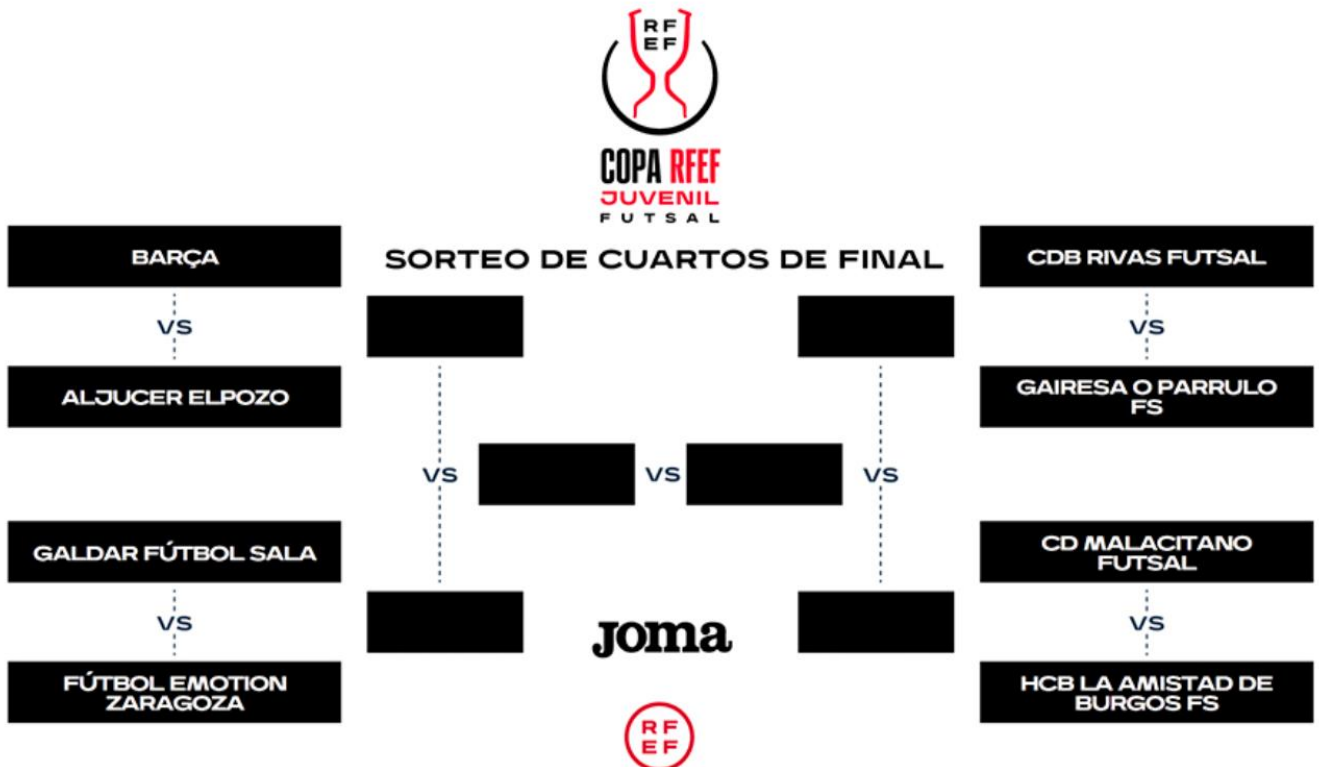 RF
EF
COPA RFEF
JUVENIL
FUTSAL
SORTEO DE CUARTOS DE FINAL
BARÇA
VS
ALJUCER ELPOZO
GALDAR FÚTBOL SALA
VS
FÚTBOL EMOTION
ZARAGOZA
VS
VS
VS
CDB RIVAS FUTSAL
VS
GAIRESA O PARRULO
FS
CD MALACITANO
FUTSAL
VS
HCB LA AMISTAD DE
BURGOS FS
Joma
RF
EF